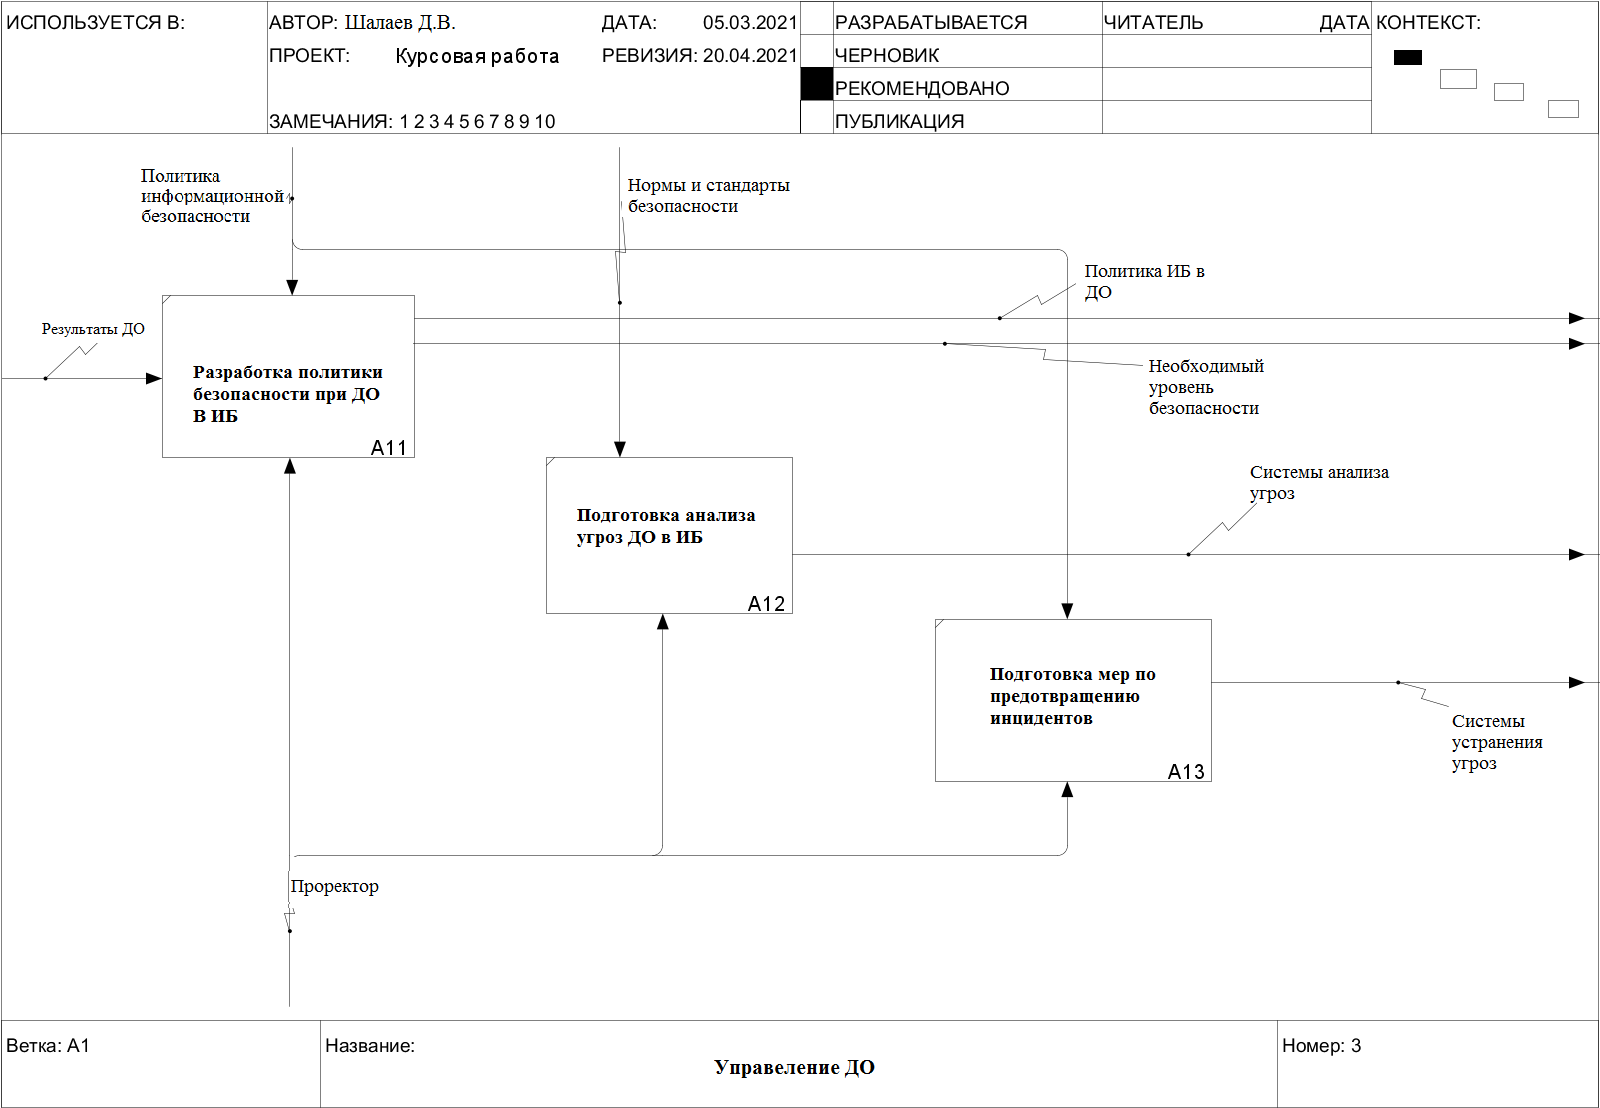 ИСПОЛЬЗУЕТСЯ В:
АВТОР: Шалаев Д.В.
ДАТА: 05.03.2021
ПРОЕКТ: Курсовая работа
РЕВИЗИЯ: 20.04.2021
ЗАМЕЧАНИЯ: 1 2 3 4 5 6 7 8 9 10
РАЗРАБАТЫВАЕТСЯ
ЧЕРНОВИК
РЕКОМЕНДОВАНО
ПУБЛИКАЦИЯ
ЧИТАТЕЛЬ ДАТА
КОНТЕКСТ:
Политика
информационной
безопасности
Нормы и стандарты
безопасности
Политика ИБ в
ДО
Результаты ДО
Разработка политики
безопасности при ДО
В ИБ
A11
Необходимый
уровень
безопасности
Системы анализа
угроз
Подготовка анализа
угроз ДО в ИБ
A12
Подготовка мер по
предотвращению
инцидентов
A13
Системы
устранения
угроз
Проректор
Ветка: A1
Название:
Управеление ДО
Номер: 3